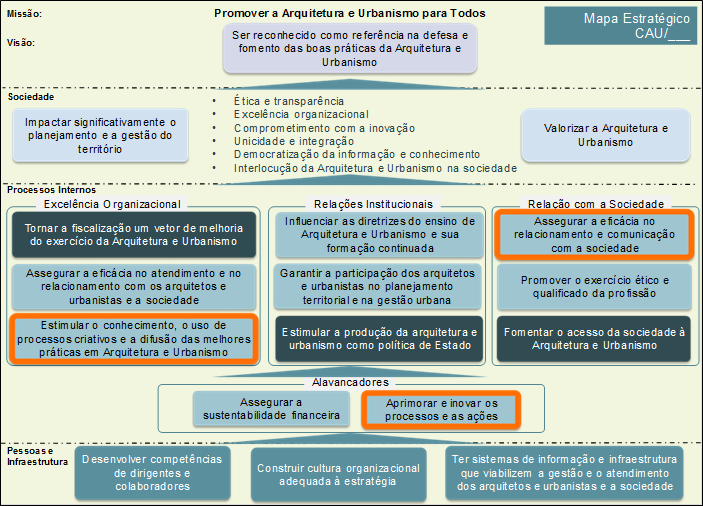 Missão:
Promover a Arquitetura e Urbanismo para Todos
Mapa Estratégico
CAU/___
Visão:
Ser reconhecido como referência na defesa e
fomento das boas práticas da Arquitetura e
Urbanismo
Sociedade
Impactar significativamente o
planejamento e a gestão do
território
• Ética e transparência
• Excelência organizacional
• Comprometimento com a inovação
• Unicidade e integração
• Democratização da informação e conhecimento
• Interlocução da Arquitetura e Urbanismo na sociedade
Valorizar a Arquitetura e
Urbanismo
Processos Internos
Excelência Organizacional
Tornar a fiscalização um vetor de melhoria
do exercício da Arquitetura e Urbanismo
Assegurar a eficácia no atendimento e no
relacionamento com os arquitetos e
urbanistas e a sociedade
Estimular o conhecimento, o uso de
processos criativos e a difusão das melhores
práticas em Arquitetura e Urbanismo
Relações Institucionais
Influenciar as diretrizes do ensino de
Arquitetura e Urbanismo e sua
formação continuada
Garantir a participação dos arquitetos
e urbanistas no planejamento
territorial e na gestão urbana
Estimular a produção da arquitetura e
urbanismo como política de Estado
Relação com a Sociedade
Assegurar a eficácia no
relacionamento e comunicação
com a sociedade
Promover o exercício ético e
qualificado da profissão
Fomentar o acesso da sociedade à
Arquitetura e Urbanismo
Alavancadores
Assegurar a
sustentabilidade financeira
Aprimorar e inovar os
processos e as ações
Pessoas e
Infraestrutura
Desenvolver competências
de dirigentes e
colaboradores
Construir cultura organizacional
adequada à estratégia
Ter sistemas de informação e infraestrutura
que viabilizem a gestão e o atendimento
dos arquitetos e urbanistas e a sociedade